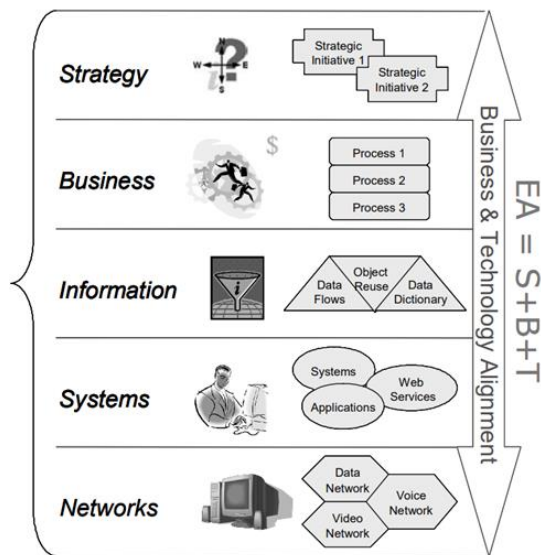 Strategy
N
W
E
S
?
i
Strategic
Initiative 1
Strategic
Initiative 2
Business
$
Process 1
Process 2
Process 3
Information
i
Data
Flows
Object
Reuse
Data
Dictionary
Systems
Systems
Applications
Web
Services
Networks
Data
Network
Video
Network
Voice
Network
Business & Technology Alignment
EA = S+B+T